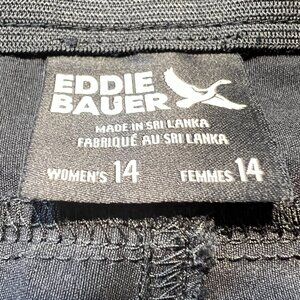 EDDIE
BAUER
MADE IN SRI LANKA
FABRIQUÉ AU SRI LANKA
WOMEN'S 14 FEMMES 14